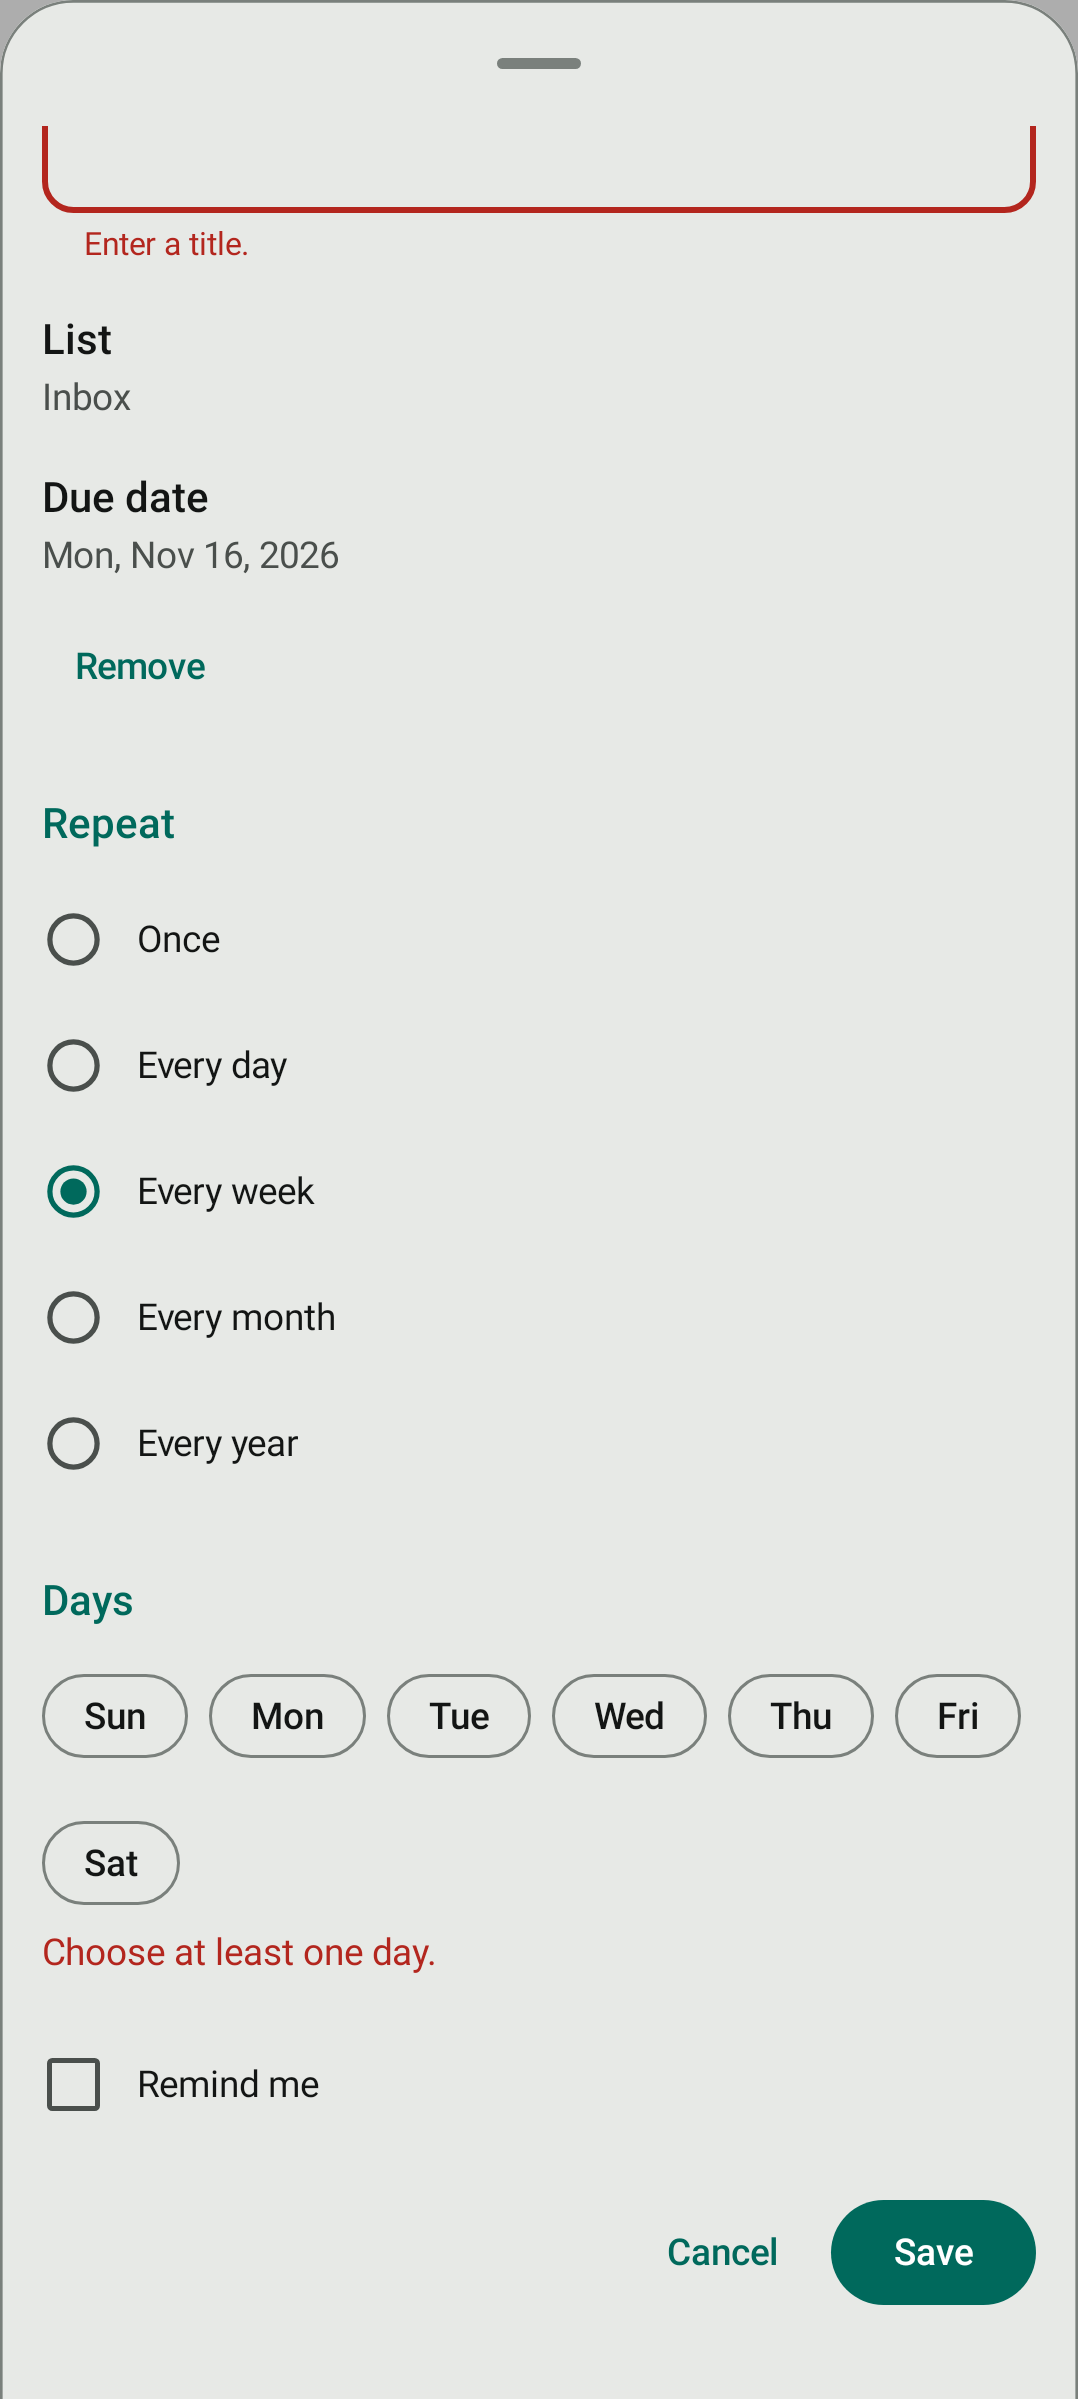 Enter a title.
List
Inbox
Due date
Mon, Nov 16, 2026
Remove
Repeat
Once
Every day
Every week
Every month
Every year
Days
Sun Mon Tue Wed Thu Fri
Sat
Choose at least one day.
Remind me
Cancel Save